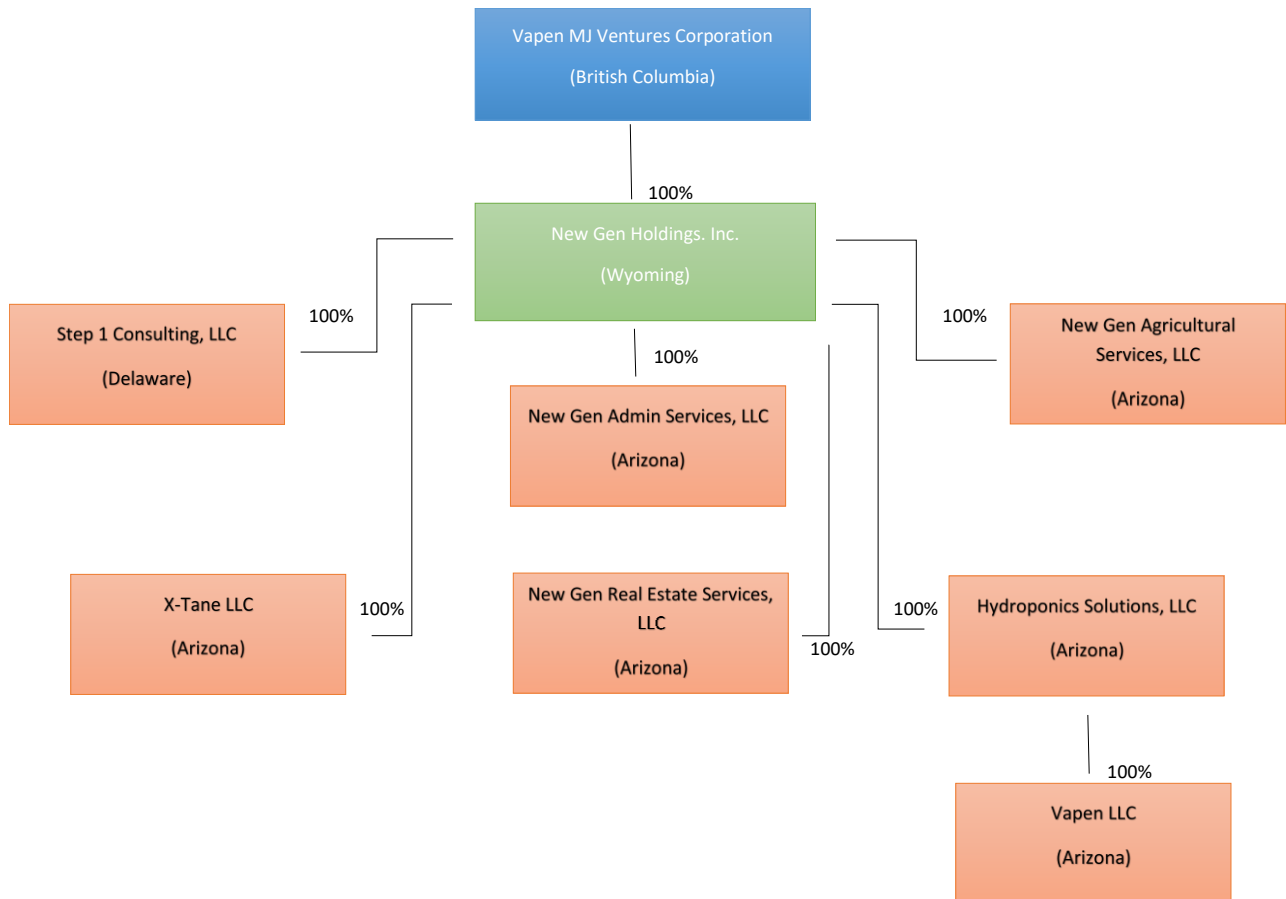 Vapen MJ Ventures Corporation
(British Columbia)
100%
New Gen Holdings. Inc.
(Wyoming)
100%
Step 1 Consulting, LLC
(Delaware)
100%
New Gen Admin Services, LLC
(Arizona)
100%
New Gen Agricultural
Services, LLC
(Arizona)
X-Tane LLC
(Arizona)
100%
New Gen Real Estate Services,
LLC
(Arizona)
100%
100%
Hydroponics Solutions, LLC
(Arizona)
100%
Vapen LLC
(Arizona)